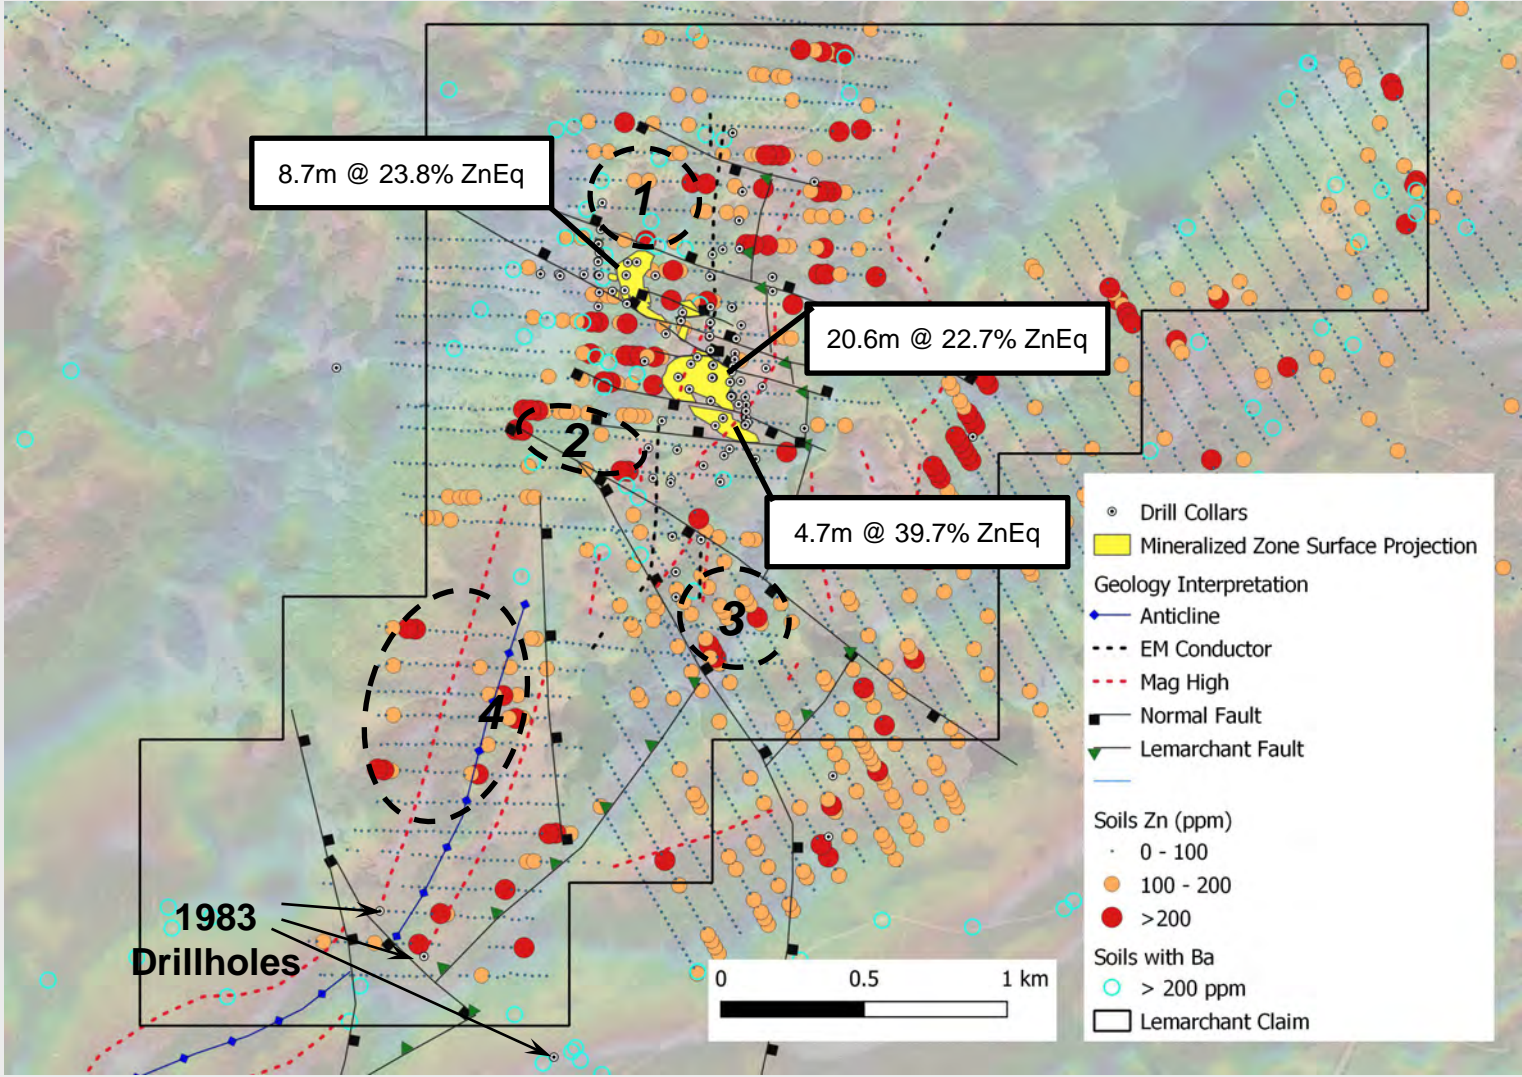 8.7m @ 23.8% ZnEq
1
20.6m @ 22.7% ZnEq
2
4.7m @ 39.7% ZnEq
3
4
1983
Drillholes
Drill Collars
Mineralized Zone Surface Projection
Geology Interpretation
Anticline
EM Conductor
Mag High
Normal Fault
Lemarchant Fault
Soils Zn (ppm)
0 - 100
100 - 200
>200
Soils with Ba
> 200 ppm
Lemarchant Claim
0 0.5 1 km